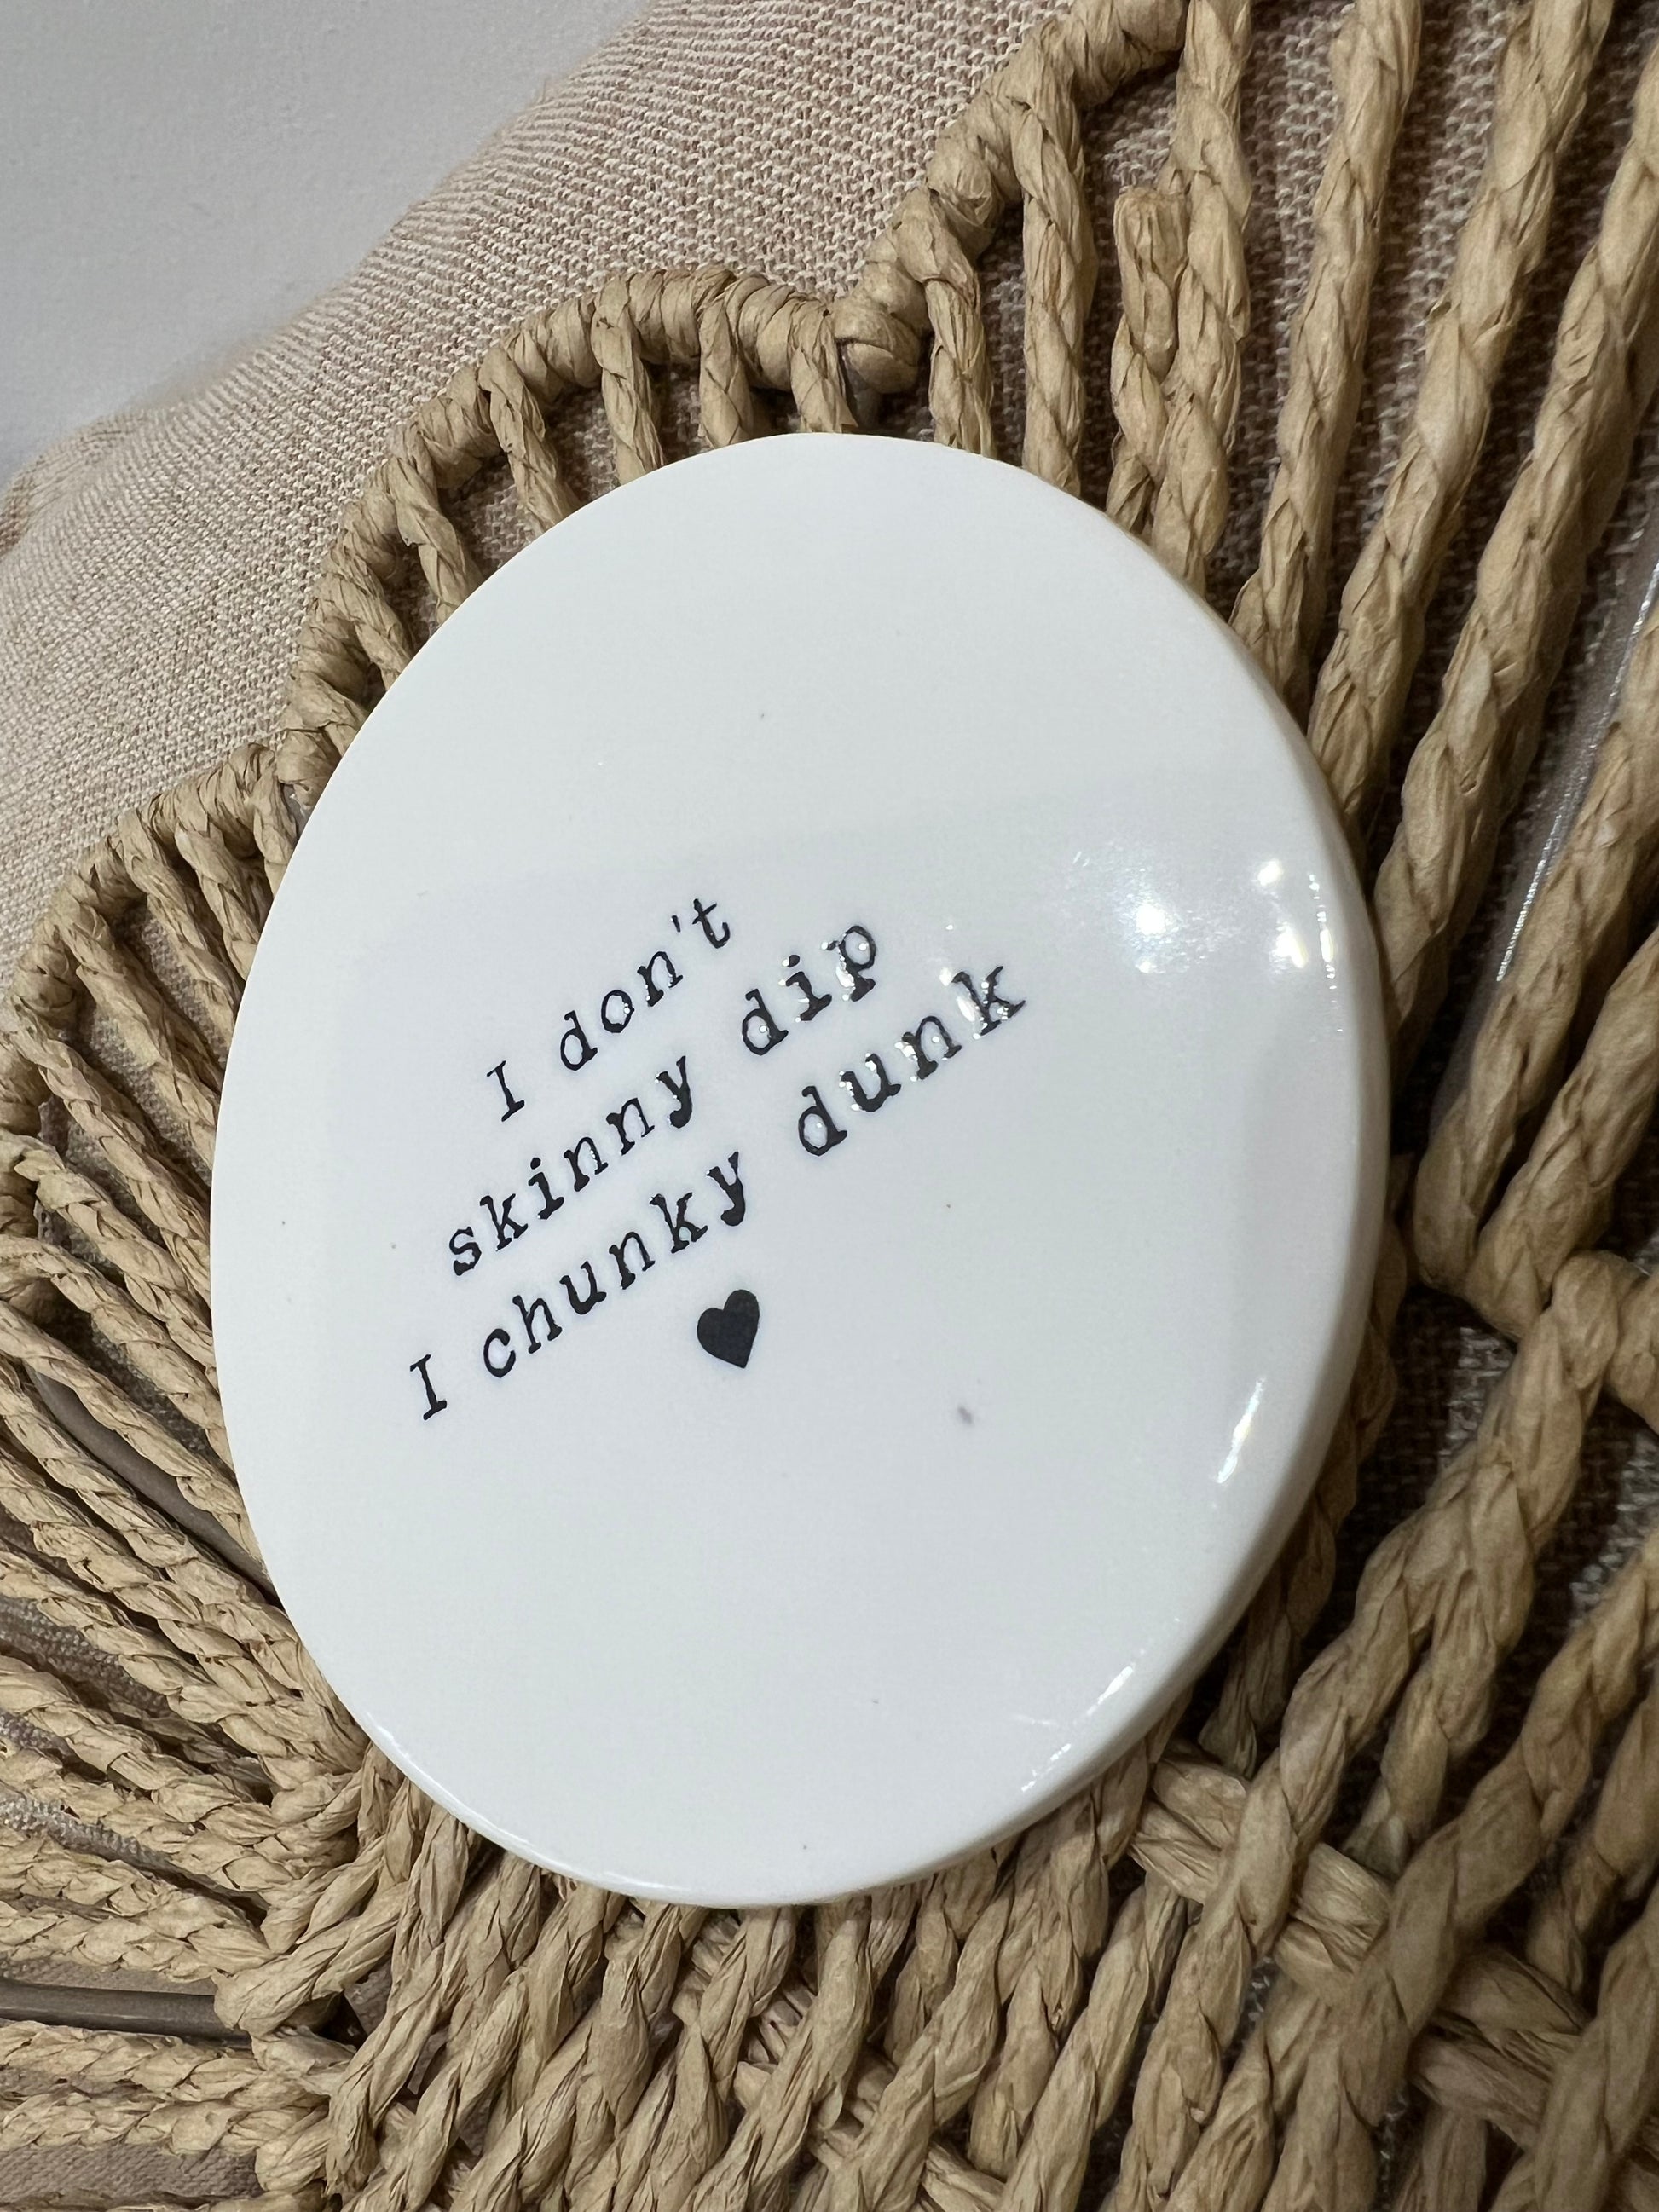 I don't
skinny dip
I chunky dunk